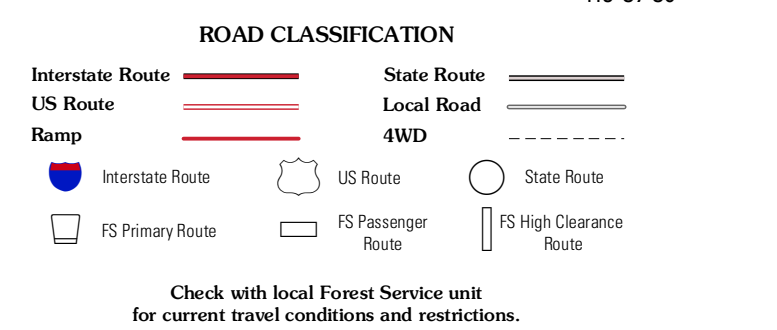 ROAD CLASSIFICATION
Interstate Route
State Route
US Route
Local Road
Ramp
4WD
Interstate Route
US Route
State Route
FS Primary Route
FS Passenger
Route
FS High Clearance
Route
Check with local Forest Service unit
for current travel conditions and restrictions.